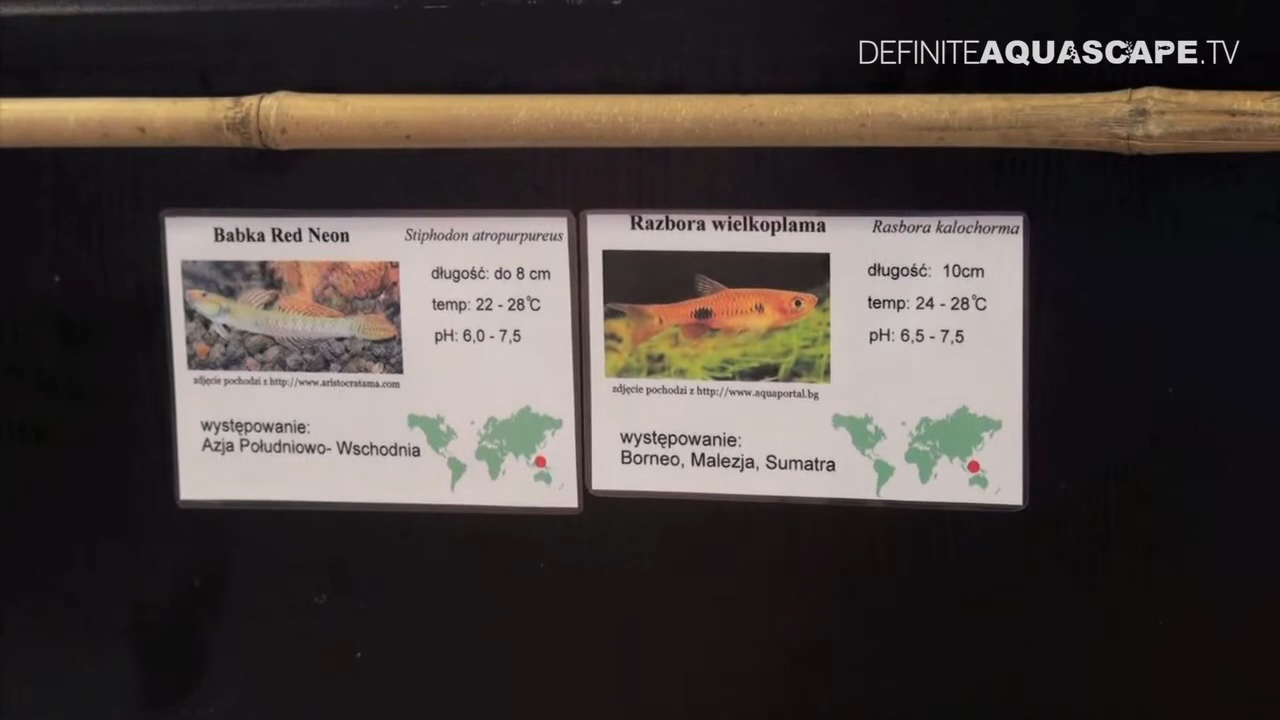 DEFINITEAQUASCAPE.TV
Babka Red Neon
Stiphodon atropurpureus
długość: do 8 cm
temp: 22 - 28°C
pH: 6,0 - 7,5
zdjęcie pochodzi z http://www.aristocratama.com
występowanie:
Azja Południowo- Wschodnia
Razbora wielkoplama
Rasbora kalochorma
długość: 10cm
temp: 24 - 28°C
pH: 6,5 - 7,5
zdjęcie pochodzi z http://www.aquaportal.bg
występowanie:
Borneo, Malezja, Sumatra